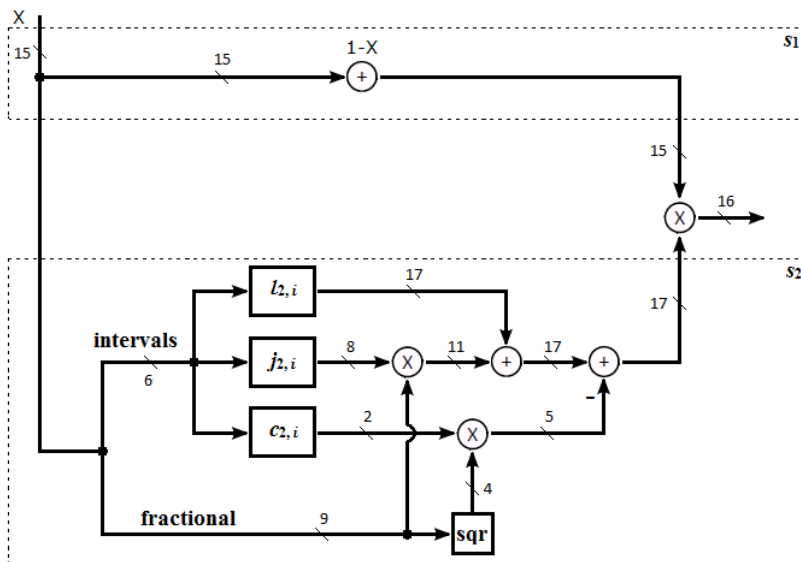 X
s1
15
15
1-X
+
15
X
16
s2
l2,i
17
17
intervals
6
j2,i
8
X
11
+
17
+
-
c2,i
2
X
5
4
fractional
9
sqr